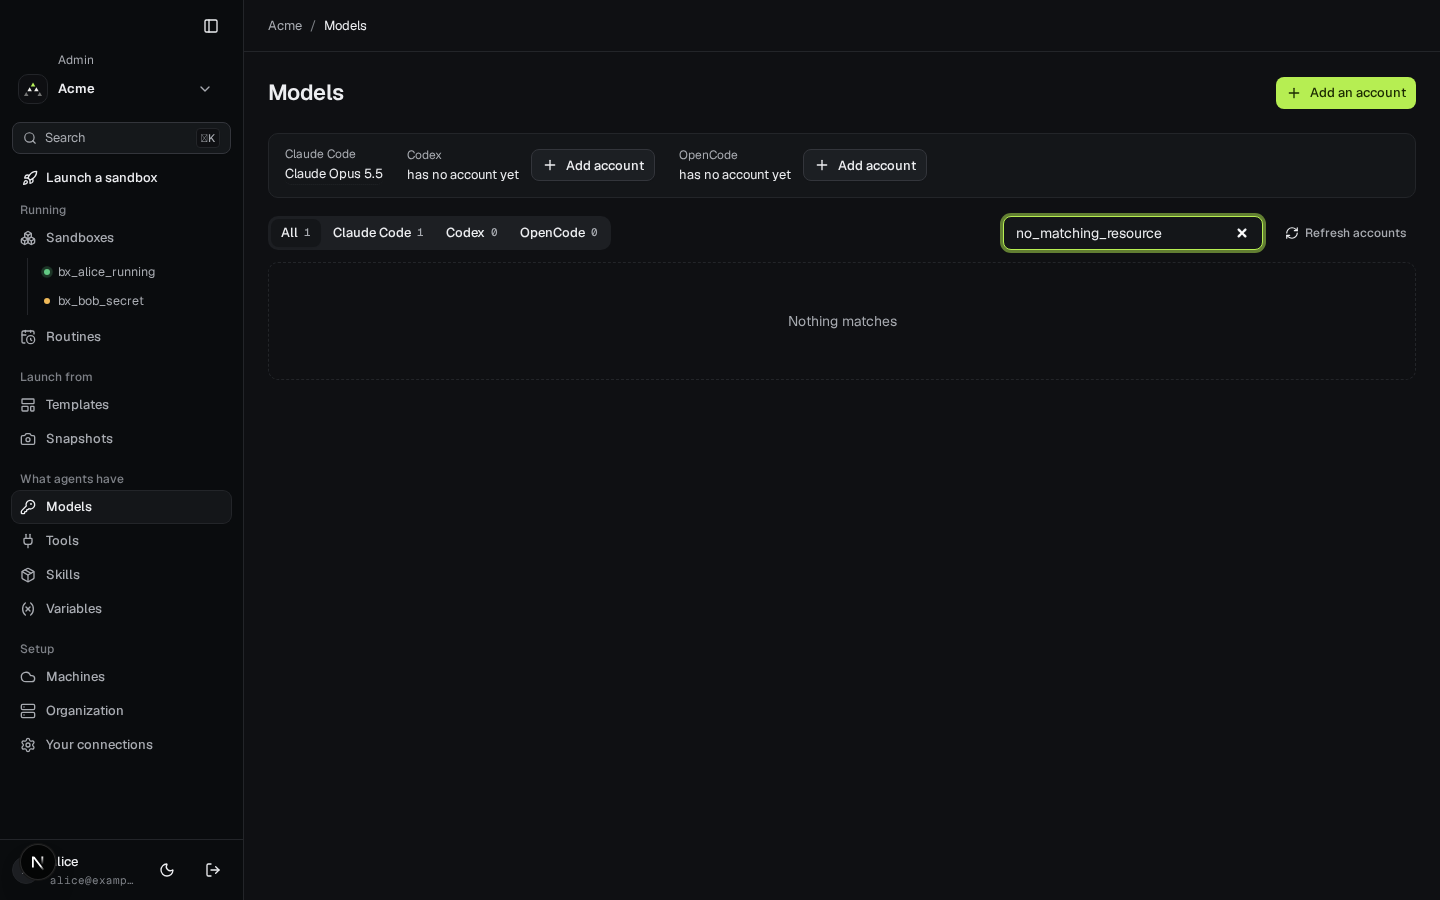 Acme / Models
Admin
Acme
Search
K
Launch a sandbox
Running
Sandboxes
bx_alice_running
bx_bob_secret
Routines
Launch from
Templates
Snapshots
What agents have
Models
Tools
Skills
Variables
Setup
Machines
Organization
Your connections
N
lice
alice@examp…
Models
Add an account
Claude Code
Claude Opus 5.5
Codex
has no account yet
Add account
OpenCode
has no account yet
Add account
All 1
Claude Code 1
Codex 0
OpenCode 0
no_matching_resource
Refresh accounts
Nothing matches